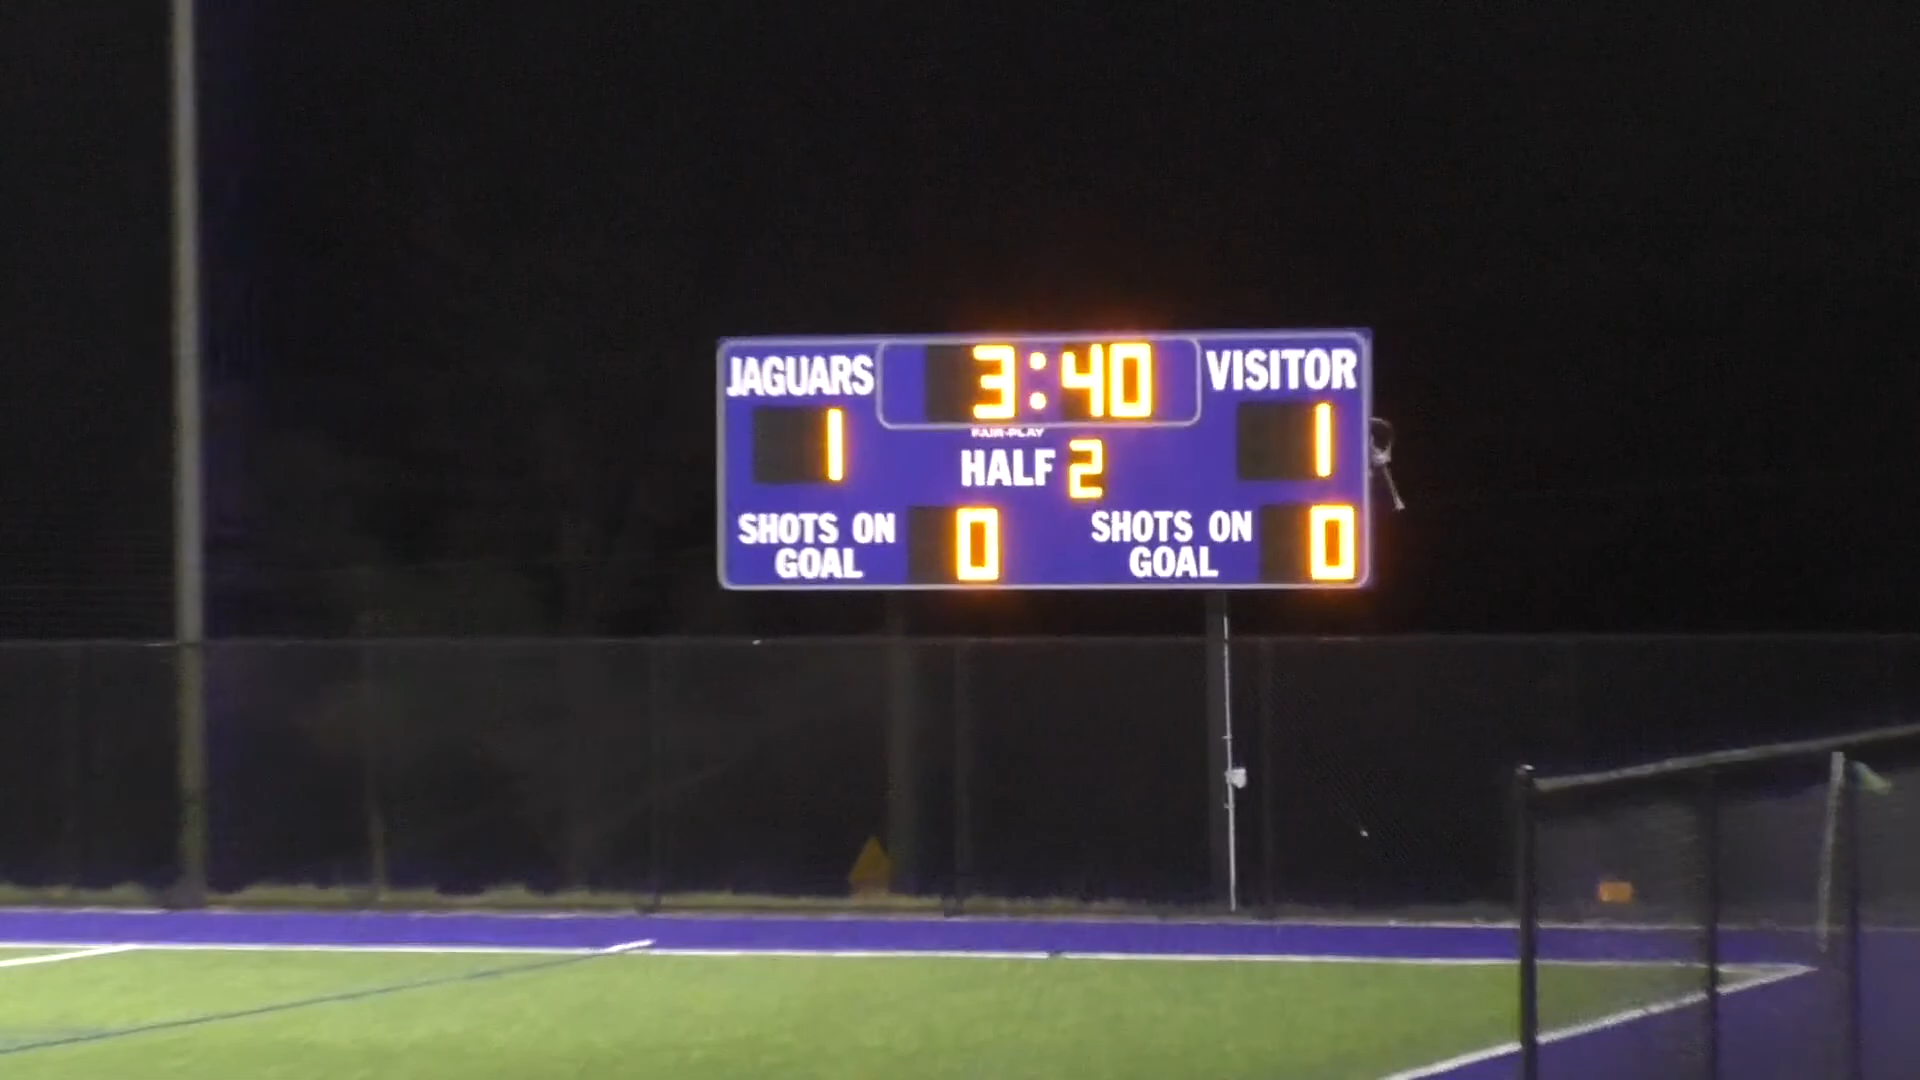 JAGUARS 3:40 VISITOR
1 1
FAIR-PLAY
HALF 2
SHOTS ON GOAL 0
SHOTS ON GOAL 0